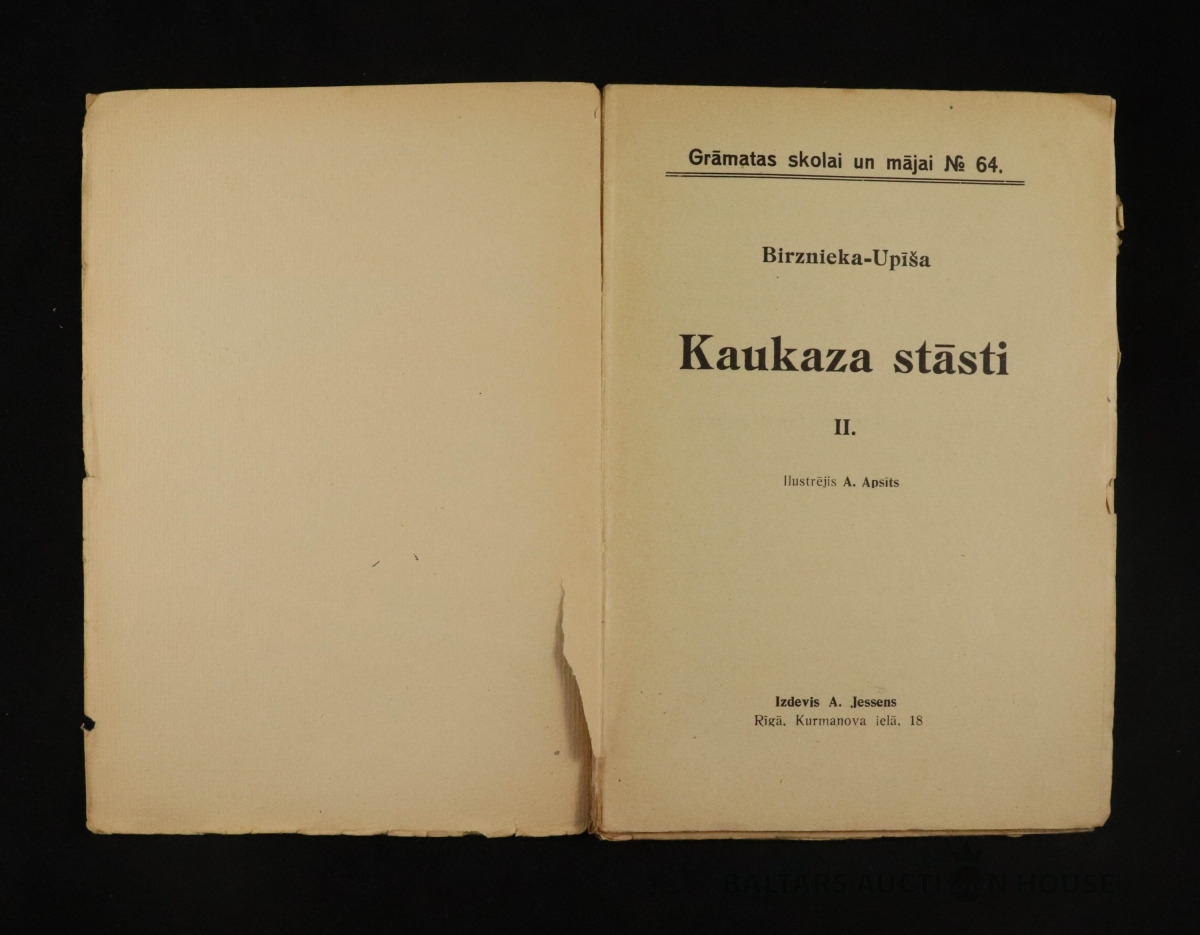 Grāmatas skolai un mājai № 64.
Birznieka-Upīša
Kaukaza stāsti
II.
Ilustrējis A. Apsīts
Izdevis A. Jessens
Rīgā, Kurmanova ielā, 18
BALTARS AUCTION HOUSE